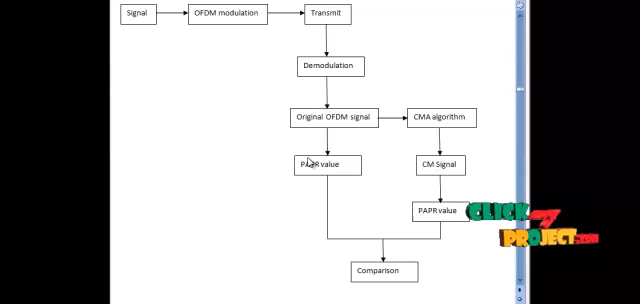 Signal
OFDM modulation
Transmit
Demodulation
Original OFDM signal
CMA algorithm
PAPR value
CM Signal
PAPR value
CLICK
PROJECT.COM
Comparison